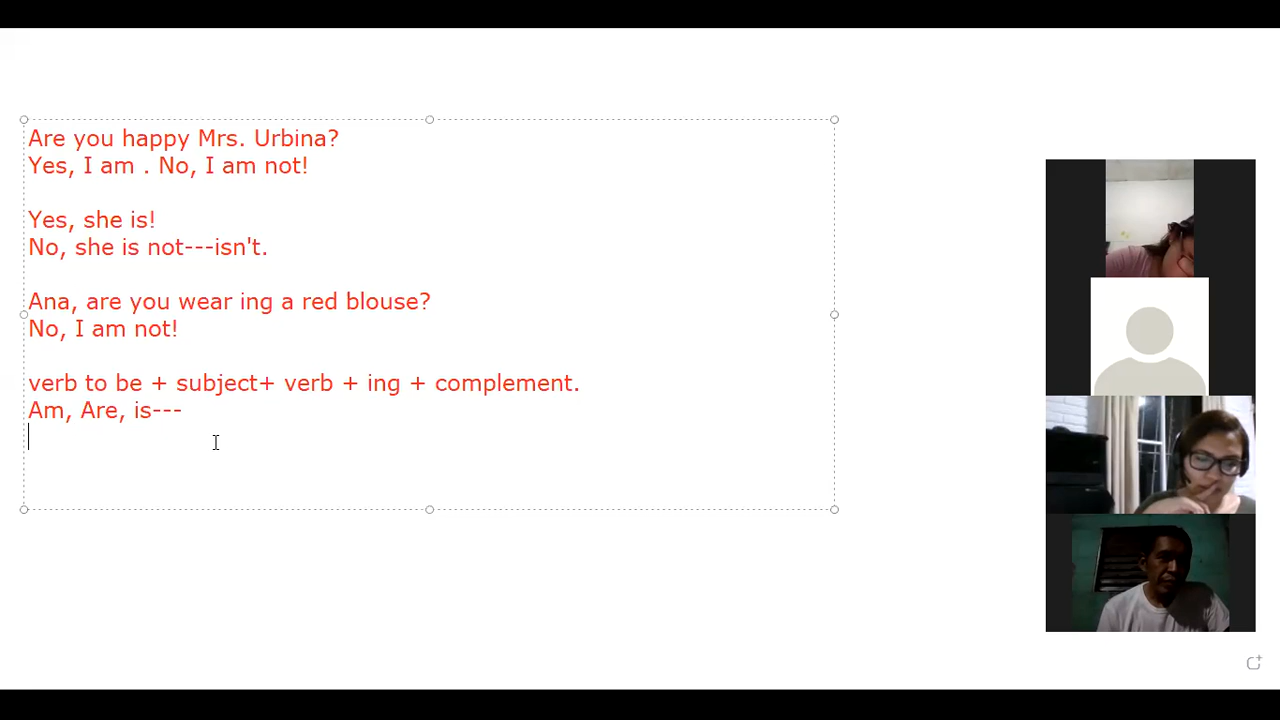 Are you happy Mrs. Urbina?
Yes, I am . No, I am not!
Yes, she is!
No, she is not---isn't.
Ana, are you wear ing a red blouse?
No, I am not!
verb to be + subject+ verb + ing + complement.
Am, Are, is---